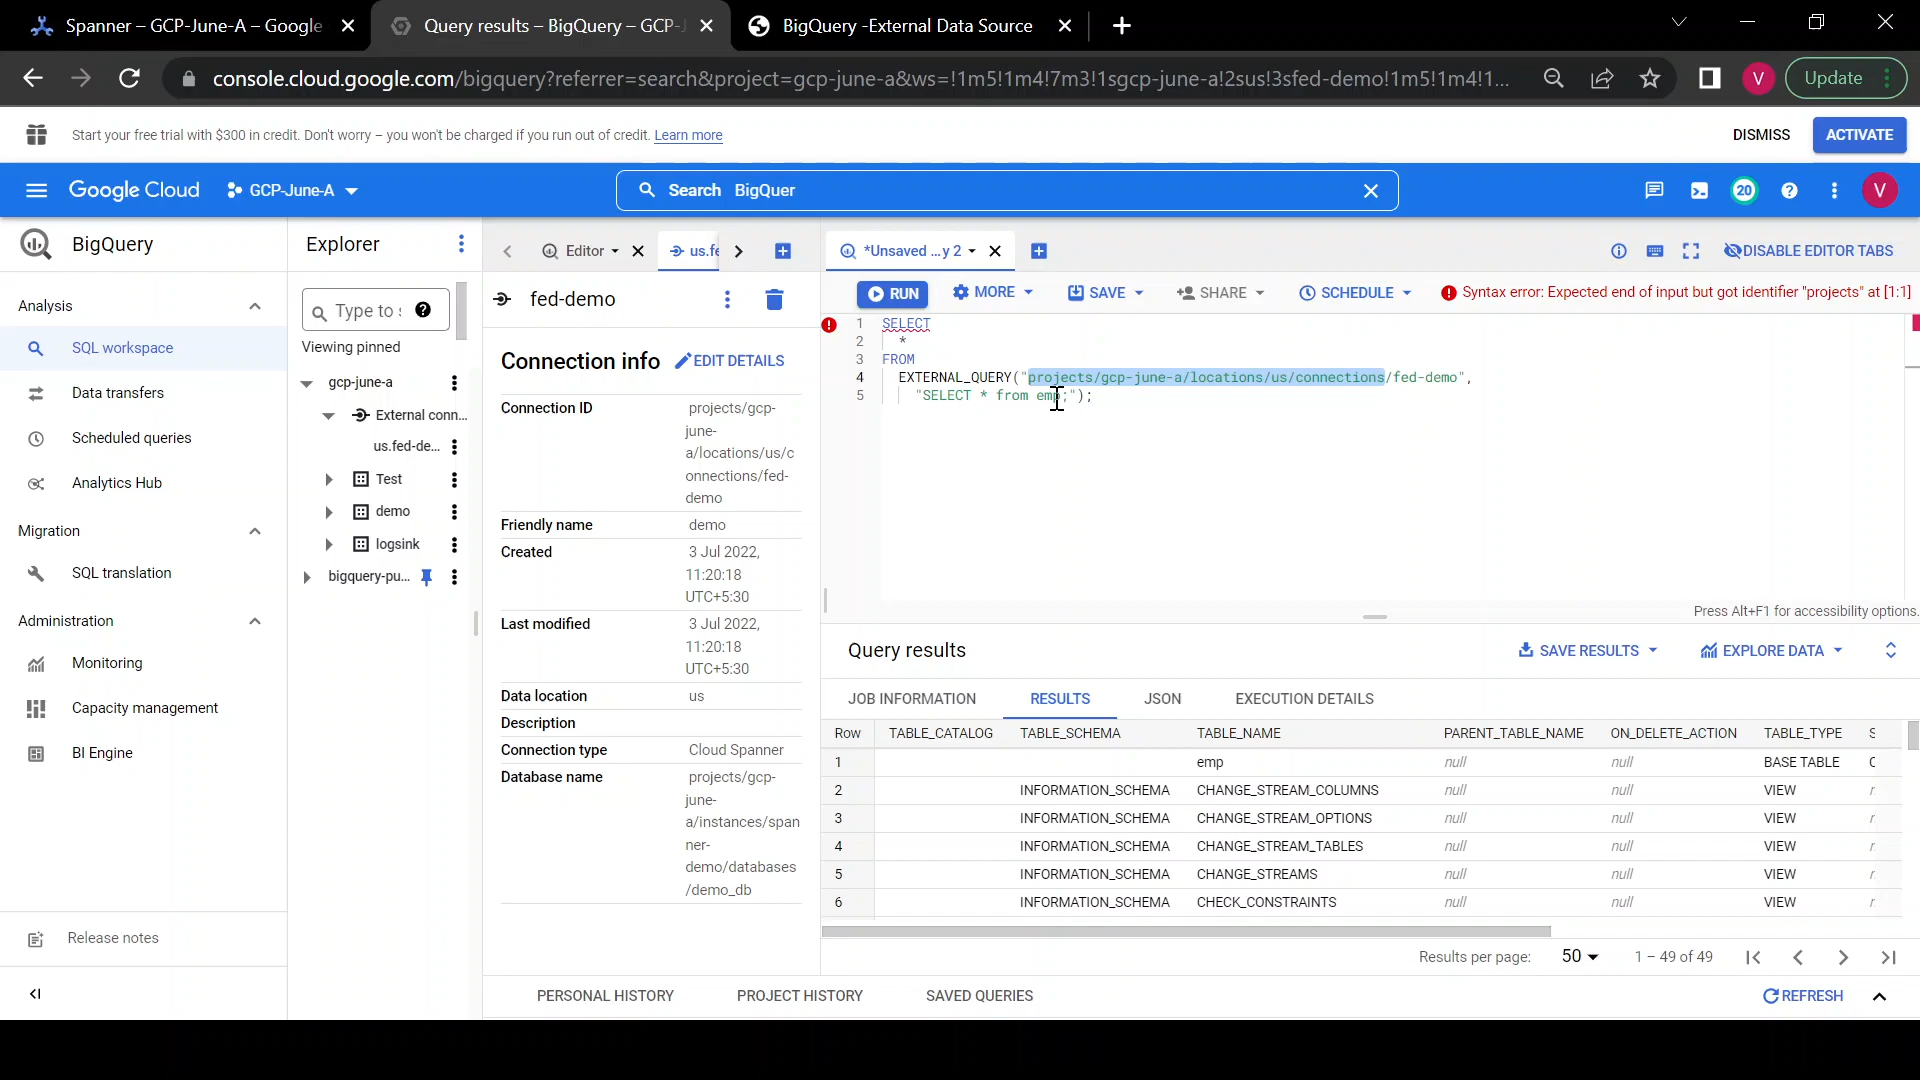 Spanner – GCP-June-A – Google
Query results – BigQuery – GCP-J
BigQuery -External Data Source
console.cloud.google.com/bigquery?referrer=search&project=gcp-june-a&ws=!1m5!1m4!7m3!1sgcp-june-a!2sus!3sfed-demo!1m5!1m4!1...
V
Update
Start your free trial with $300 in credit. Don't worry – you won't be charged if you run out of credit. Learn more
DISMISS
ACTIVATE
Google Cloud
GCP-June-A
Search BigQuer
20
V
BigQuery
Analysis
SQL workspace
Data transfers
Scheduled queries
Analytics Hub
Migration
SQL translation
Administration
Monitoring
Capacity management
BI Engine
Release notes
Explorer
Type to s
Viewing pinned
gcp-june-a
External conn...
us.fed-de...
Test
demo
logsink
bigquery-pu...
Editor
us.fe
fed-demo
Connection info
EDIT DETAILS
Connection ID
projects/gcp-
june-
a/locations/us/c
onnections/fed-
demo
Friendly name demo
Created
3 Jul 2022,
11:20:18
UTC+5:30
Last modified
3 Jul 2022,
11:20:18
UTC+5:30
Data location us
Description
Connection type Cloud Spanner
Database name
projects/gcp-
june-
a/instances/span
ner-
demo/databases
/demo_db
*Unsaved ...y 2
DISABLE EDITOR TABS
RUN
MORE
SAVE
SHARE
SCHEDULE
Syntax error: Expected end of input but got identifier "projects" at [1:1]
1 SELECT
2 *
3 FROM
4 EXTERNAL_QUERY("projects/gcp-june-a/locations/us/connections/fed-demo",
5 "SELECT * from emp;");
Press Alt+F1 for accessibility options.
Query results
SAVE RESULTS
EXPLORE DATA
JOB INFORMATION
RESULTS
JSON
EXECUTION DETAILS
Row TABLE_CATALOG TABLE_SCHEMA TABLE_NAME PARENT_TABLE_NAME ON_DELETE_ACTION TABLE_TYPE S
1 emp null null BASE TABLE
2 INFORMATION_SCHEMA CHANGE_STREAM_COLUMNS null null VIEW
3 INFORMATION_SCHEMA CHANGE_STREAM_OPTIONS null null VIEW
4 INFORMATION_SCHEMA CHANGE_STREAM_TABLES null null VIEW
5 INFORMATION_SCHEMA CHANGE_STREAMS null null VIEW
6 INFORMATION_SCHEMA CHECK_CONSTRAINTS null null VIEW
Results per page: 50 1 – 49 of 49
PERSONAL HISTORY
PROJECT HISTORY
SAVED QUERIES
REFRESH